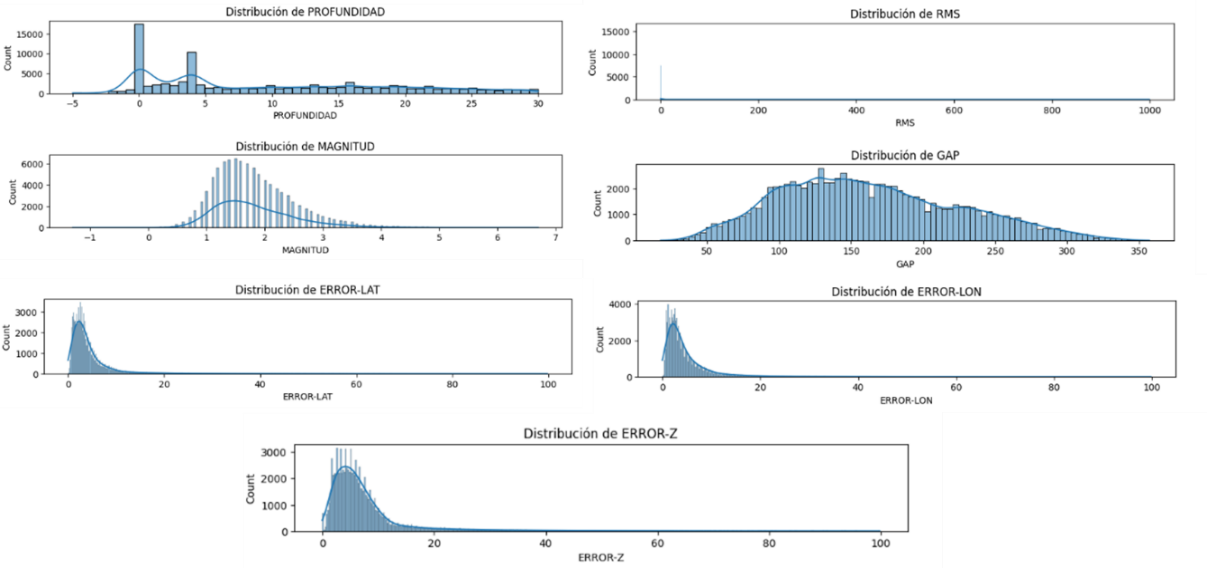 Distribución de PROFUNDIDAD
Count
15000
10000
5000
0
−5 0 5 10 15 20 25 30
PROFUNDIDAD
Distribución de RMS
Count
15000
10000
5000
0
0 200 400 600 800 1000
RMS
Distribución de MAGNITUD
Count
6000
4000
2000
0
−1 0 1 2 3 4 5 6 7
MAGNITUD
Distribución de GAP
Count
2000
1000
0
50 100 150 200 250 300 350
GAP
Distribución de ERROR-LAT
Count
3000
2000
1000
0
0 20 40 60 80 100
ERROR-LAT
Distribución de ERROR-LON
Count
4000
2000
0
0 20 40 60 80 100
ERROR-LON
Distribución de ERROR-Z
Count
3000
2000
1000
0
0 20 40 60 80 100
ERROR-Z